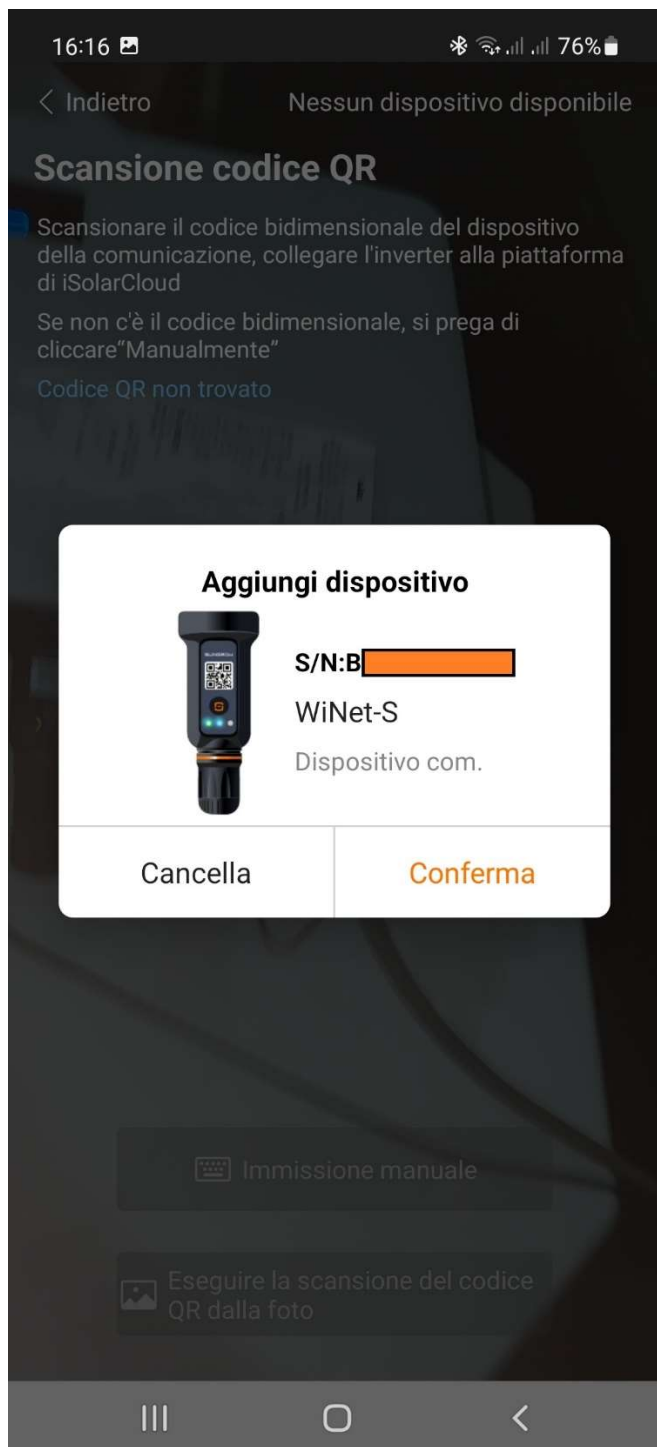 16:16
76%
Indietro
Nessun dispositivo disponibile
Scansione codice QR
Scansionare il codice bidimensionale del dispositivo
della comunicazione, collegare l'inverter alla piattaforma
di iSolarCloud
Se non c'è il codice bidimensionale, si prega di
cliccare“Manualmente”
Codice QR non trovato
Aggiungi dispositivo
SUNGROW
S/N:B
WiNet-S
Dispositivo com.
Cancella
Conferma
Immissione manuale
Eseguire la scansione del codice
QR dalla foto